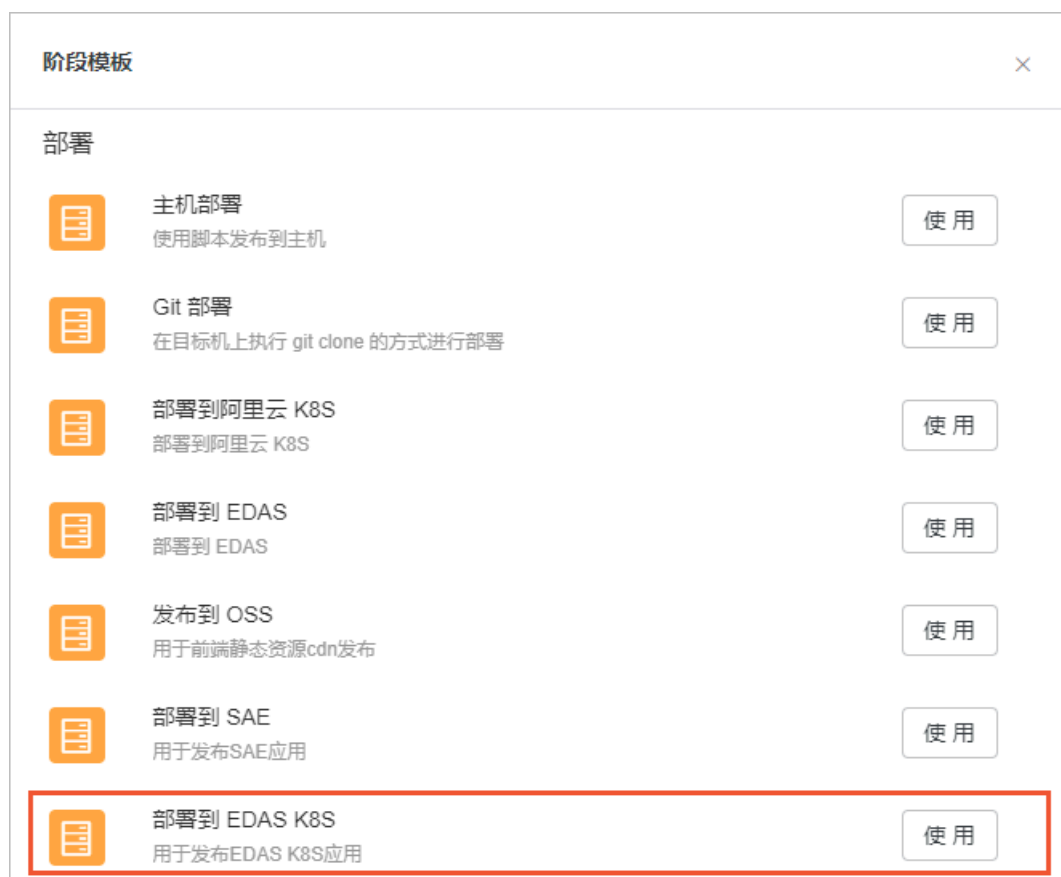 阶段模板
部署
主机部署
使用脚本发布到主机
使 用
Git 部署
在目标机上执行 git clone 的方式进行部署
使 用
部署到阿里云 K8S
部署到阿里云 K8S
使 用
部署到 EDAS
部署到 EDAS
使 用
发布到 OSS
用于前端静态资源cdn发布
使 用
部署到 SAE
用于发布SAE应用
使 用
部署到 EDAS K8S
用于发布EDAS K8S应用
使 用